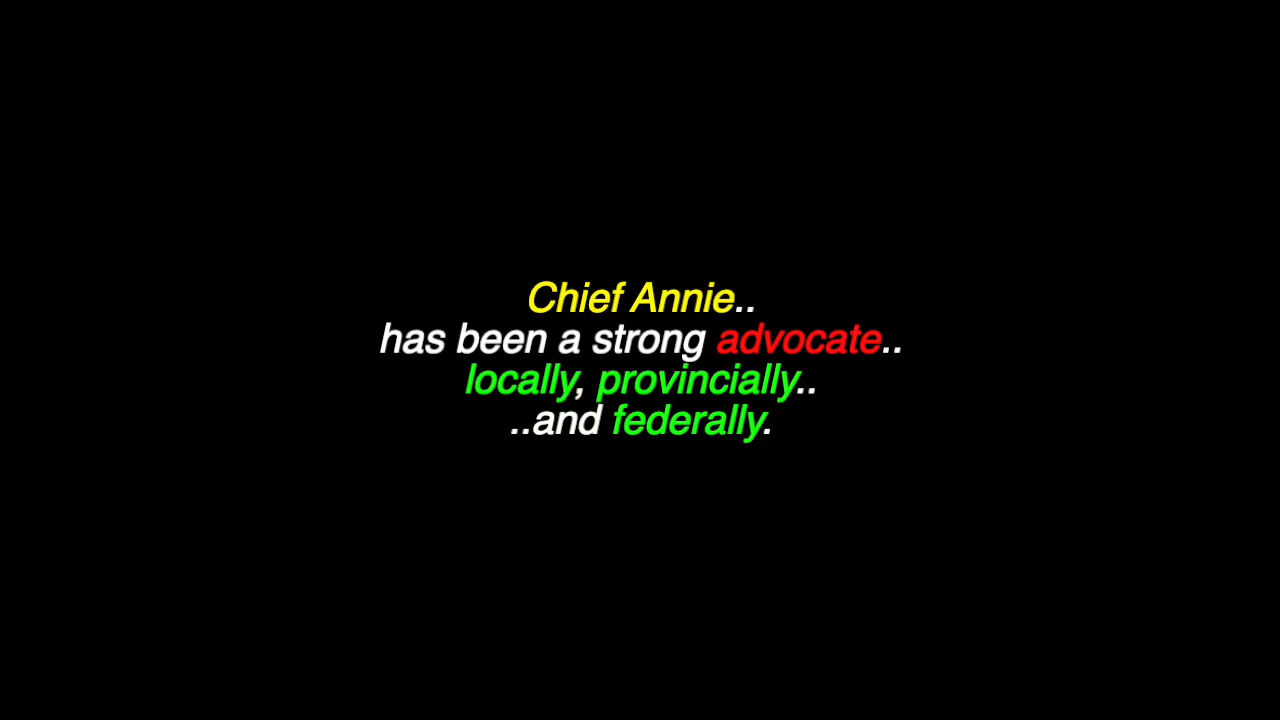 Chief Annie..
has been a strong advocate..
locally, provincially..
..and federally.